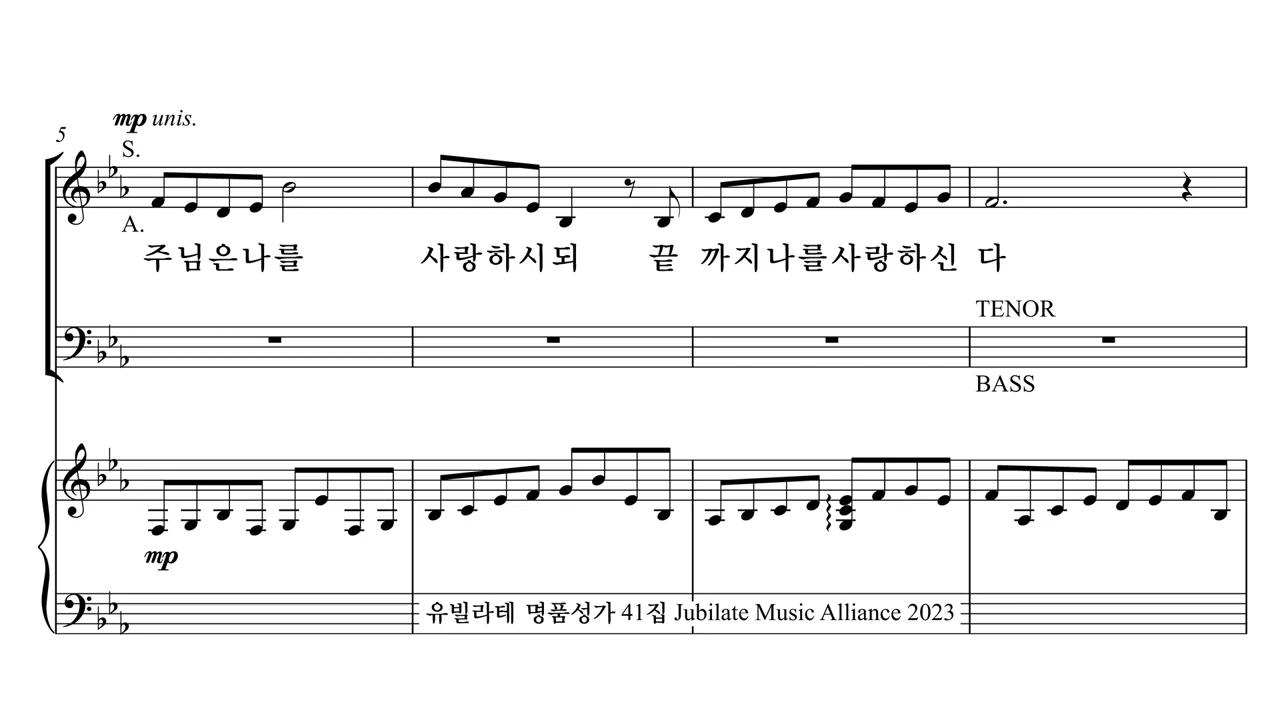 mp unis.
5
S.
A.
주님은나를 사랑하시되 끝 까지나를사랑하신 다
TENOR
BASS
mp
유빌라테 명품성가 41집 Jubilate Music Alliance 2023